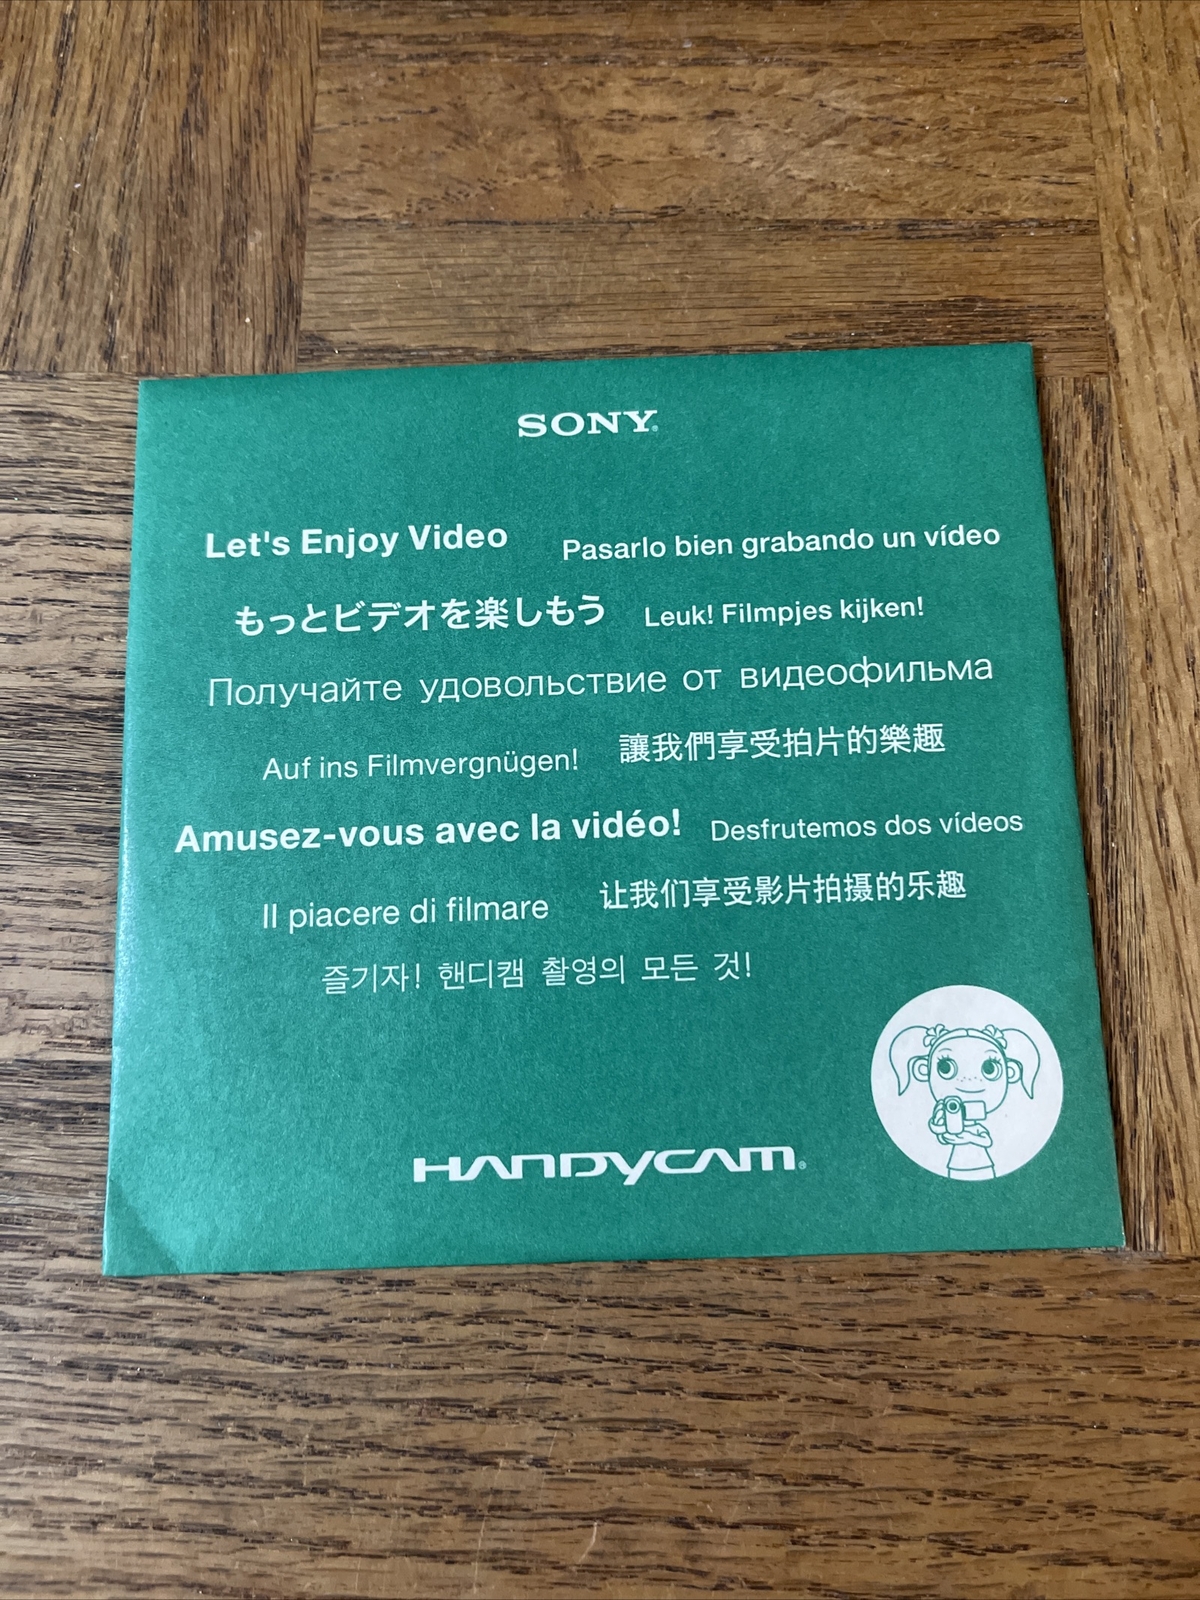 SONY®
Let's Enjoy Video
Pasarlo bien grabando un vídeo
もっとビデオを楽しもう
Leuk! Filmpjes kijken!
Получайте удовольствие от видеофильма
Auf ins Filmvergnügen!
讓我們享受拍片的樂趣
Amusez-vous avec la vidéo!
Desfrutemos dos vídeos
Il piacere di filmare
让我们享受影片拍摄的乐趣
즐기자! 핸디캠 촬영의 모든 것!
HANDYCAM®